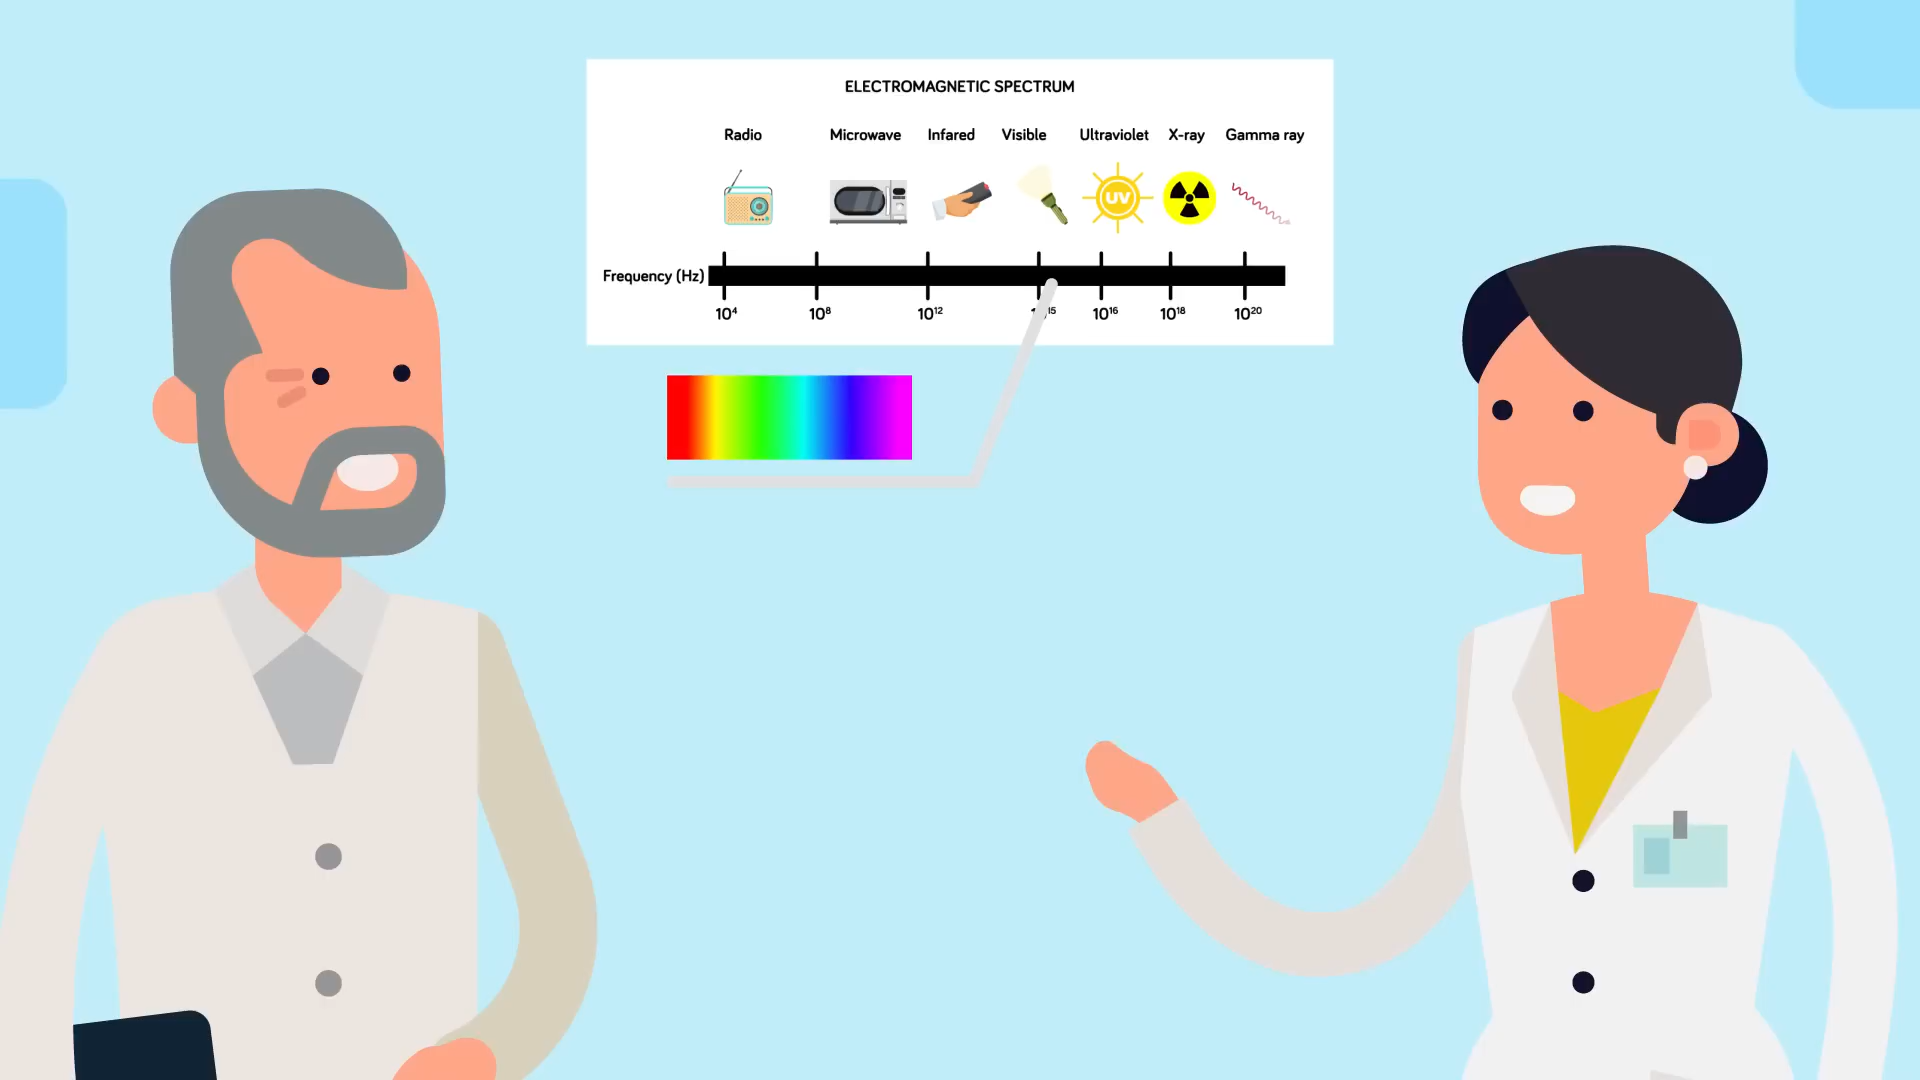 ELECTROMAGNETIC SPECTRUM
Radio Microwave Infared Visible Ultraviolet X-ray Gamma ray
UV
Frequency (Hz)
10⁴ 10⁸ 10¹² 10¹⁵ 10¹⁶ 10¹⁸ 10²⁰